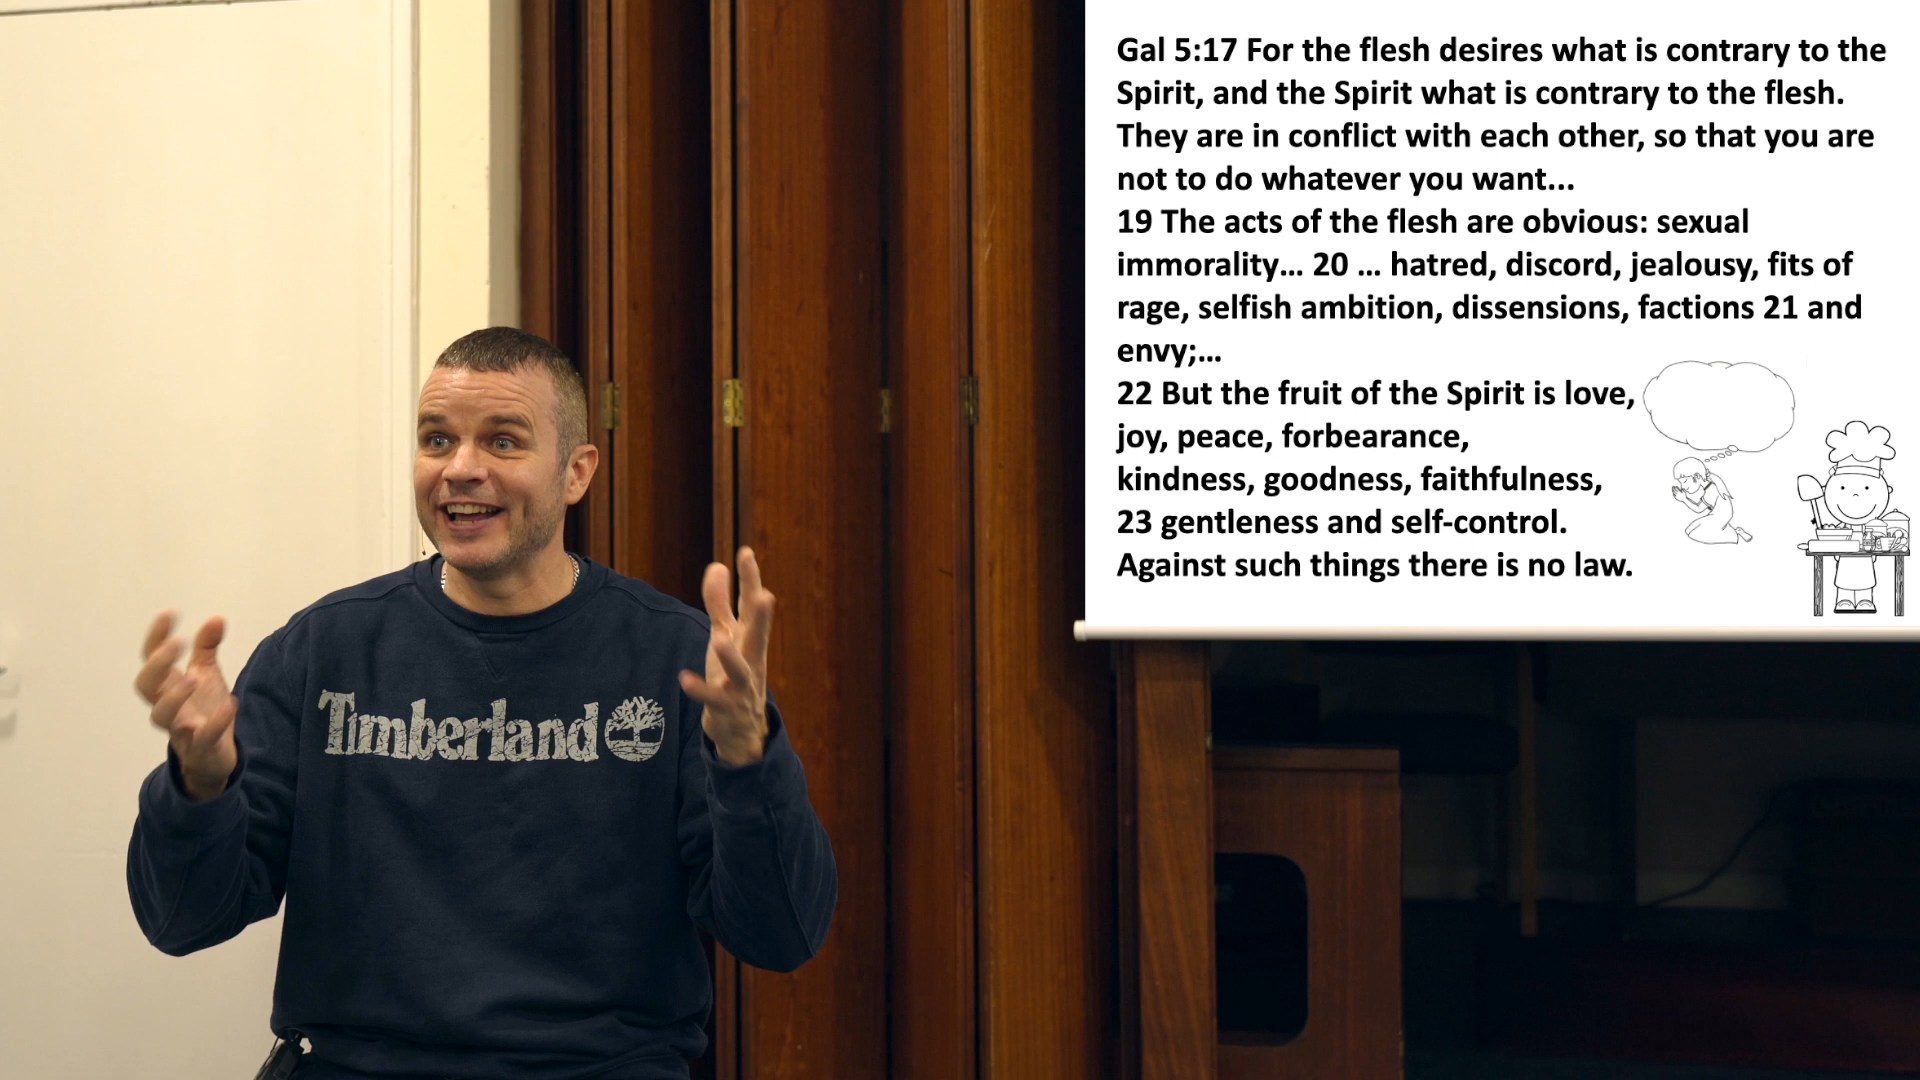 Gal 5:17 For the flesh desires what is contrary to the
Spirit, and the Spirit what is contrary to the flesh.
They are in conflict with each other, so that you are
not to do whatever you want...
19 The acts of the flesh are obvious: sexual
immorality... 20 ... hatred, discord, jealousy, fits of
rage, selfish ambition, dissensions, factions 21 and
envy;...
22 But the fruit of the Spirit is love,
joy, peace, forbearance,
kindness, goodness, faithfulness,
23 gentleness and self-control.
Against such things there is no law.
Timberland